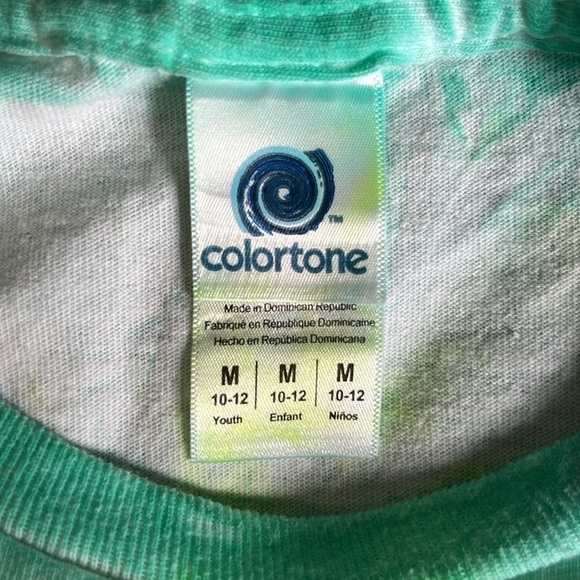 TM
colortone
Made in Dominican Republic
Fabriqué en République Dominicaine
Hecho en República Dominicana
M M M
10-12 10-12 10-12
Youth Enfant Niños